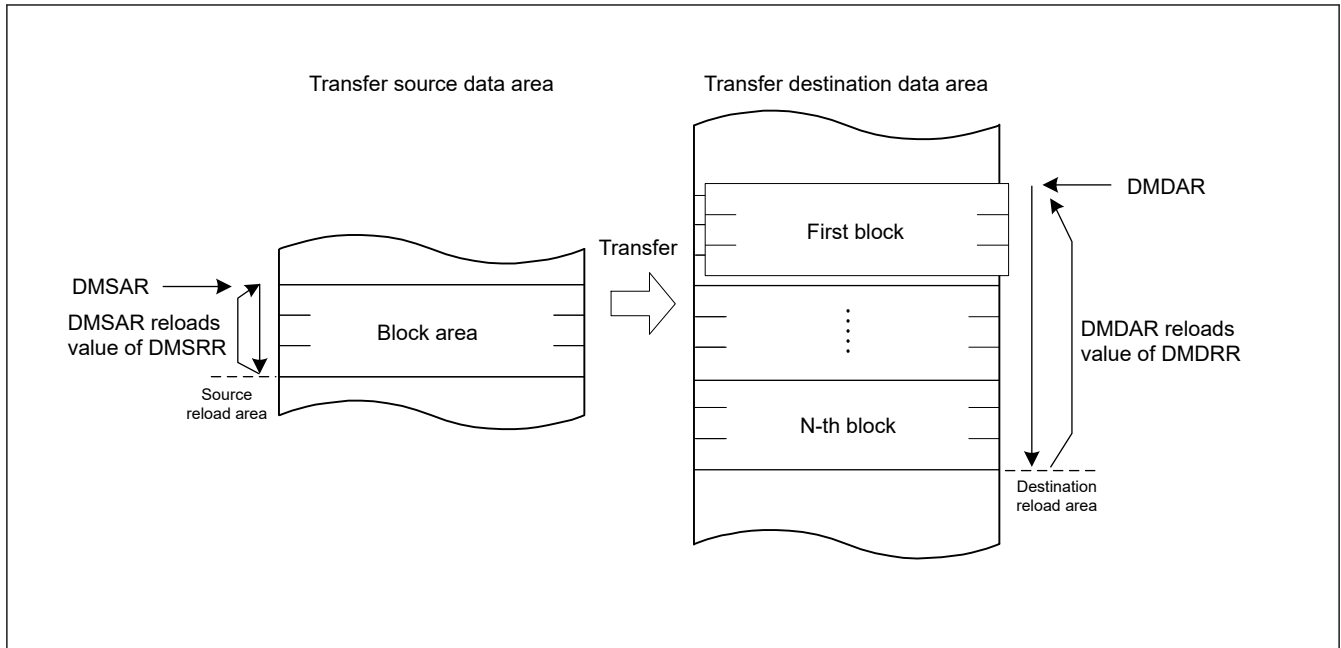 Transfer source data area
Transfer destination data area
DMSAR
DMSAR reloads
value of DMSRR
Source
reload area
Block area
Transfer
First block
N-th block
DMDAR
DMDAR reloads
value of DMDRR
Destination
reload area